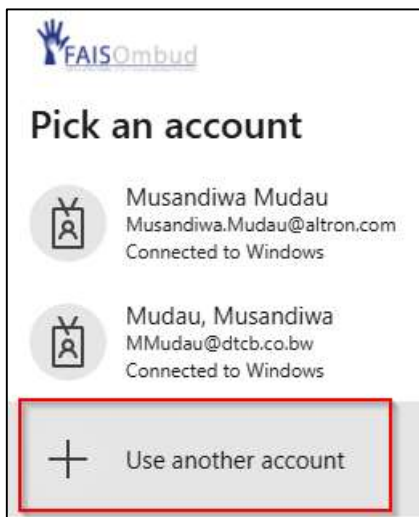 FAISOmbud
Pick an account
Musandiwa Mudau
Musandiwa.Mudau@altron.com
Connected to Windows
Mudau, Musandiwa
MMudau@dtcb.co.bw
Connected to Windows
Use another account